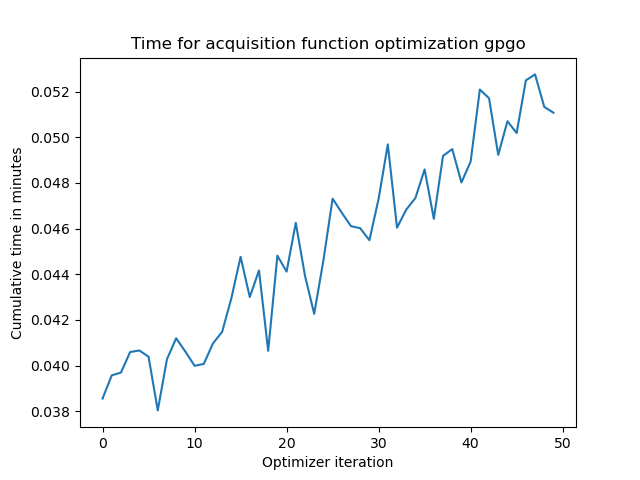 Time for acquisition function optimization gpgo
0.052
0.050
0.048
0.046
0.044
0.042
0.040
0.038
Cumulative time in minutes
0 10 20 30 40 50
Optimizer iteration